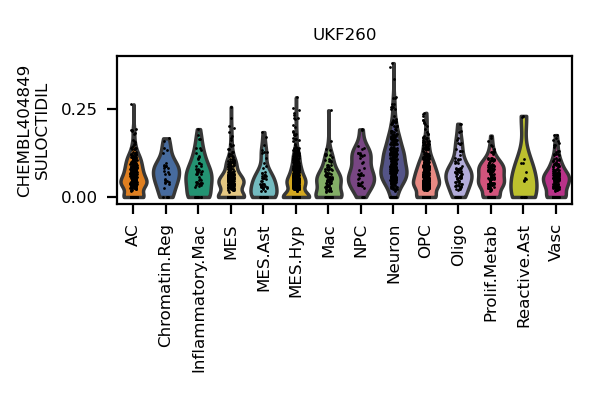 UKF260
CHEMBL404849
SULOCTIDIL
0.25
0.00
AC
Chromatin.Reg
Inflammatory.Mac
MES
MES.Ast
MES.Hyp
Mac
NPC
Neuron
OPC
Oligo
Prolif.Metab
Reactive.Ast
Vasc